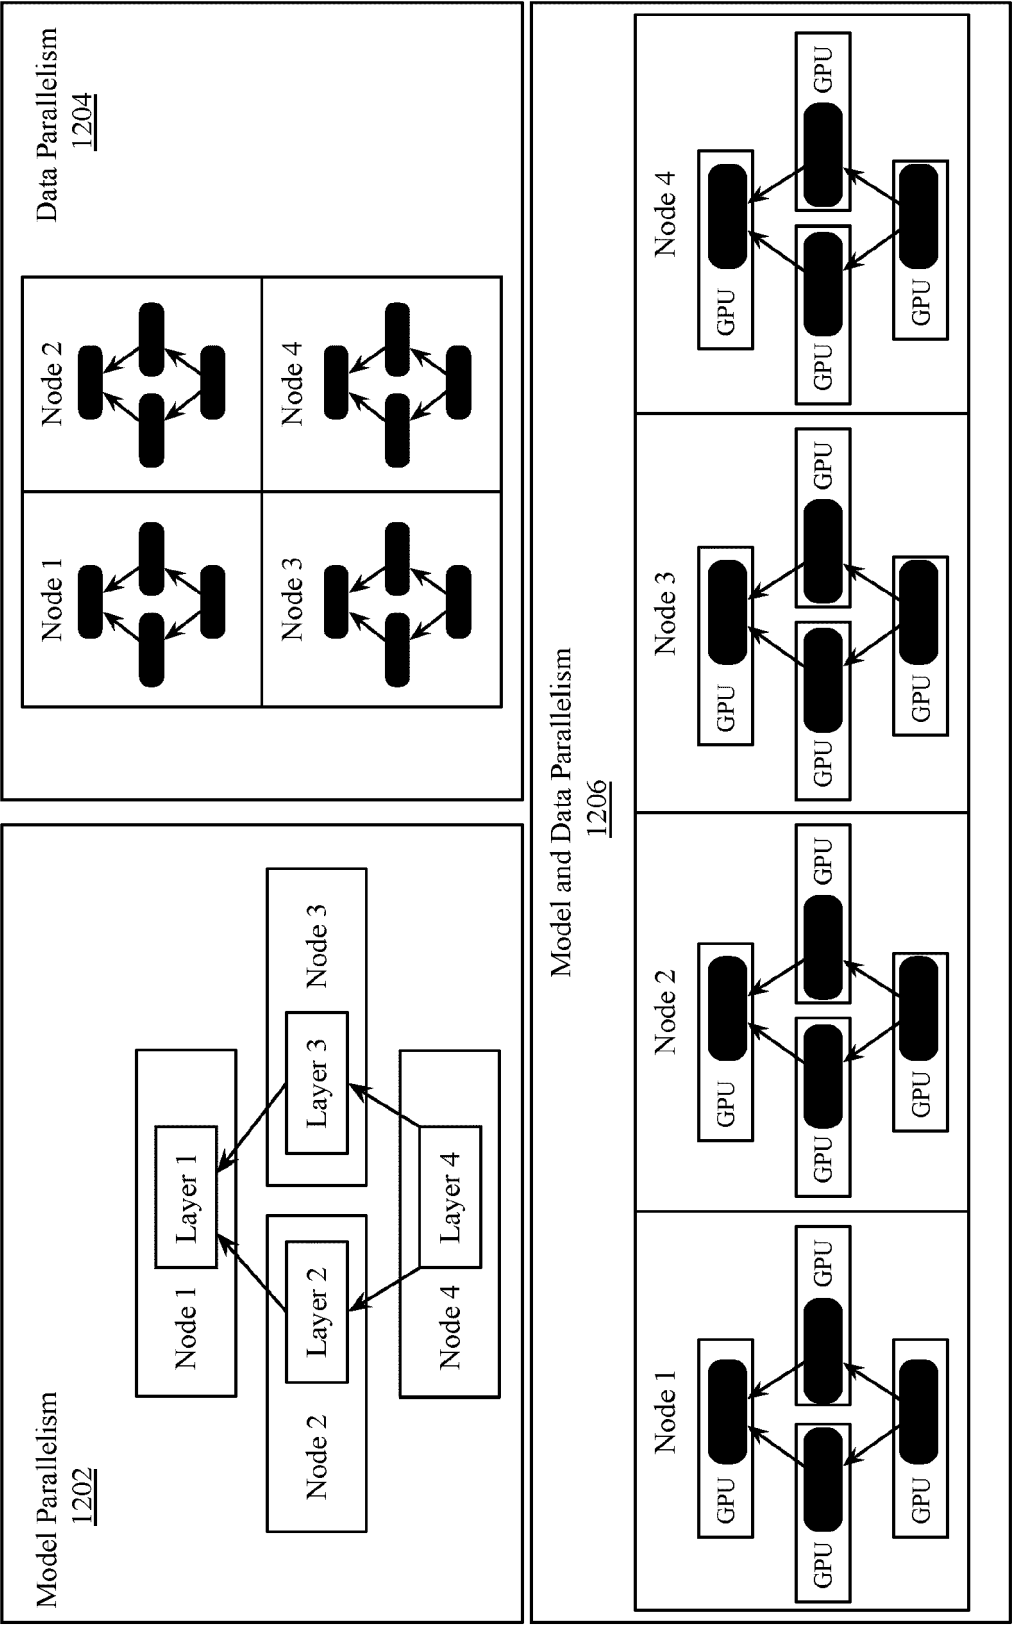 Model Parallelism
1202
Node 1
Layer 1
Node 2
Layer 2
Layer 3
Node 3
Node 4
Layer 4
Data Parallelism
1204
Node 1
Node 2
Node 3
Node 4
Model and Data Parallelism
1206
Node 1
GPU
GPU
GPU
GPU
Node 2
GPU
GPU
GPU
GPU
Node 3
GPU
GPU
GPU
GPU
Node 4
GPU
GPU
GPU
GPU